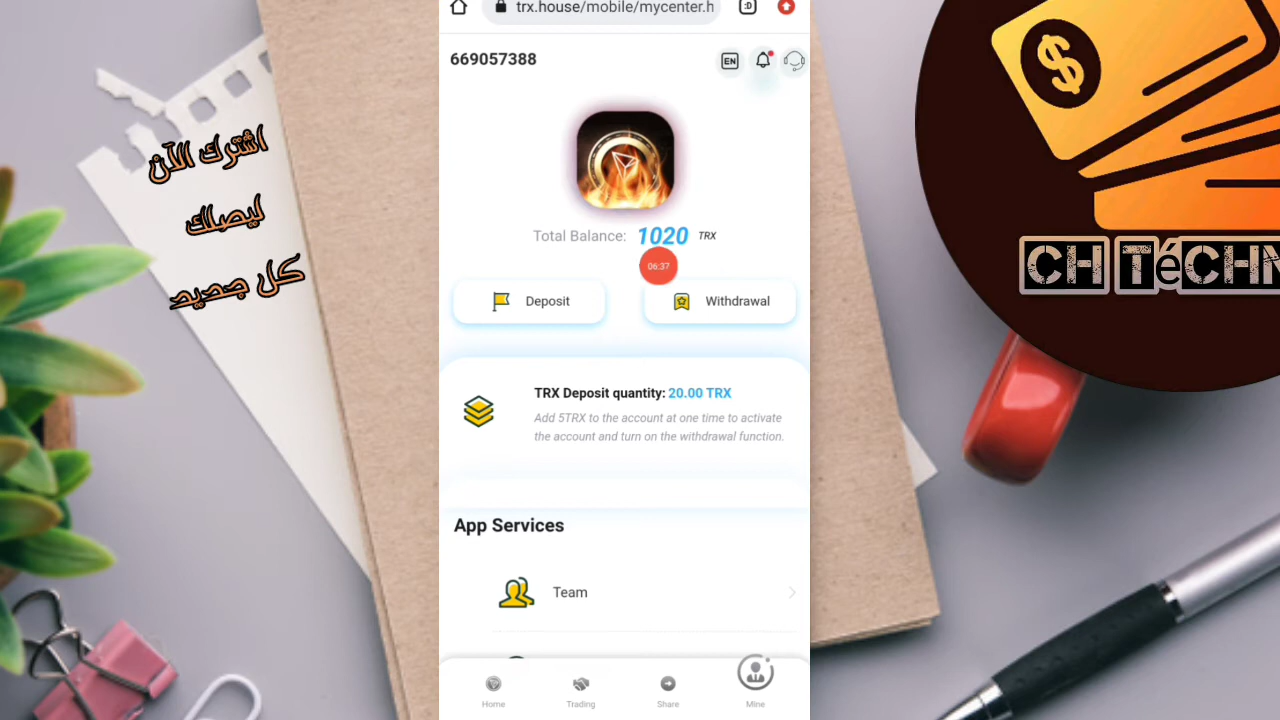 trx.house/mobile/mycenter.h
:D
669057388
EN
اشترك الآن
ليصلك
كل جديد
Total Balance: 1020 TRX
06:37
Deposit
Withdrawal
TRX Deposit quantity: 20.00 TRX
Add 5TRX to the account at one time to activate
the account and turn on the withdrawal function.
App Services
Team
Home
Trading
Share
Mine
$
CH TéCHN